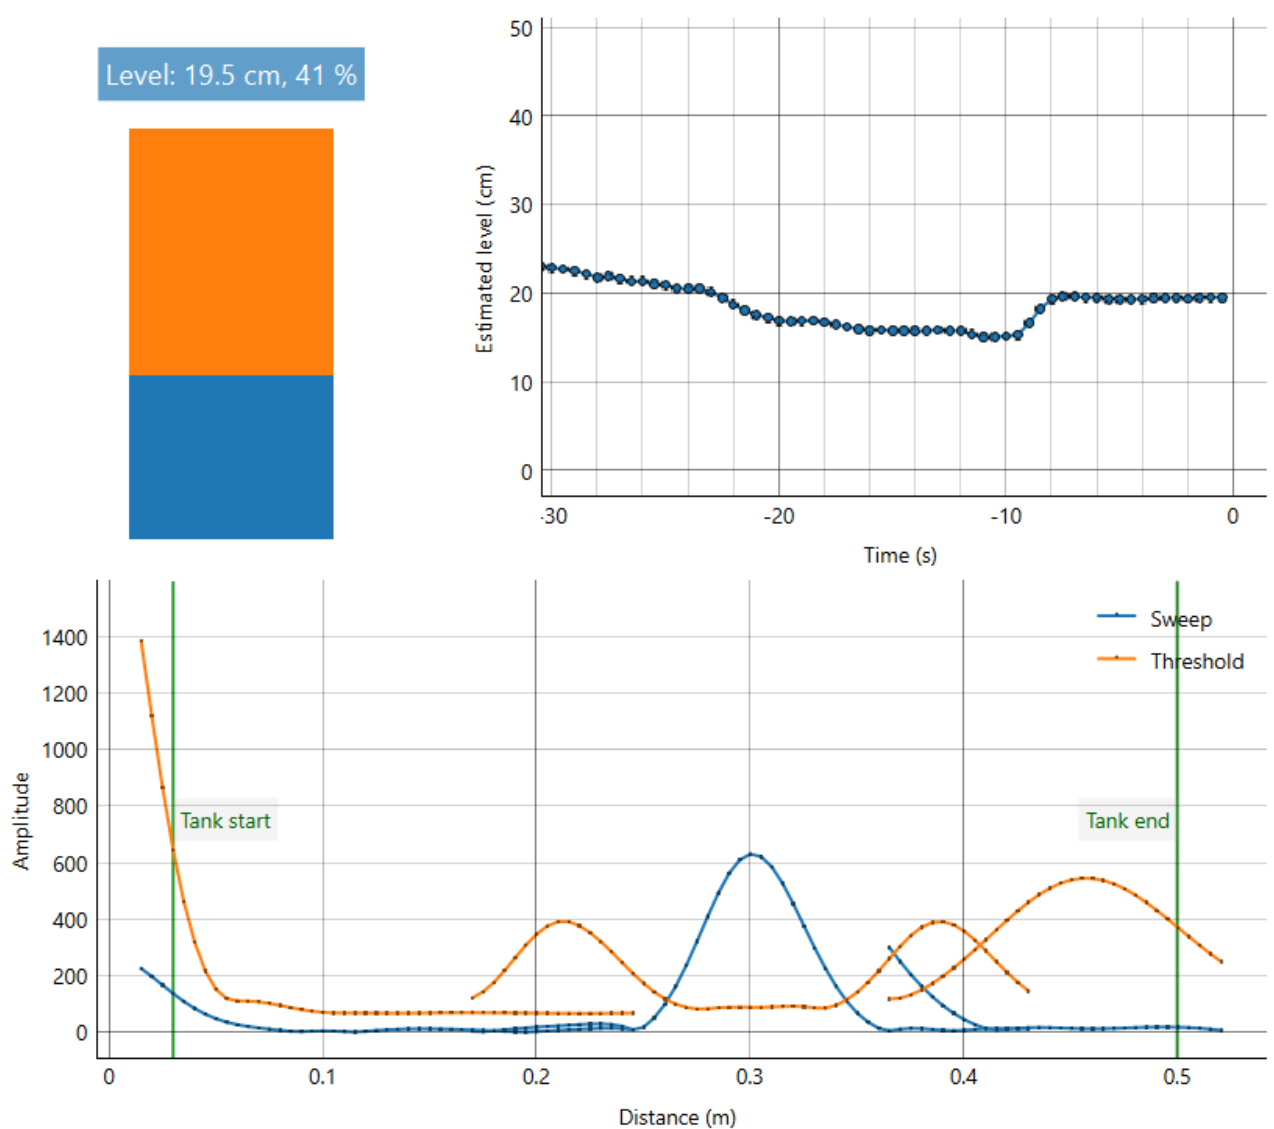 Level: 19.5 cm, 41 %
50
40
30
20
10
0
Estimated level (cm)
-30
-20
-10
0
Time (s)
1400
1200
1000
800
600
400
200
0
Amplitude
Sweep
Threshold
Tank start
Tank end
0
0.1
0.2
0.3
0.4
0.5
Distance (m)